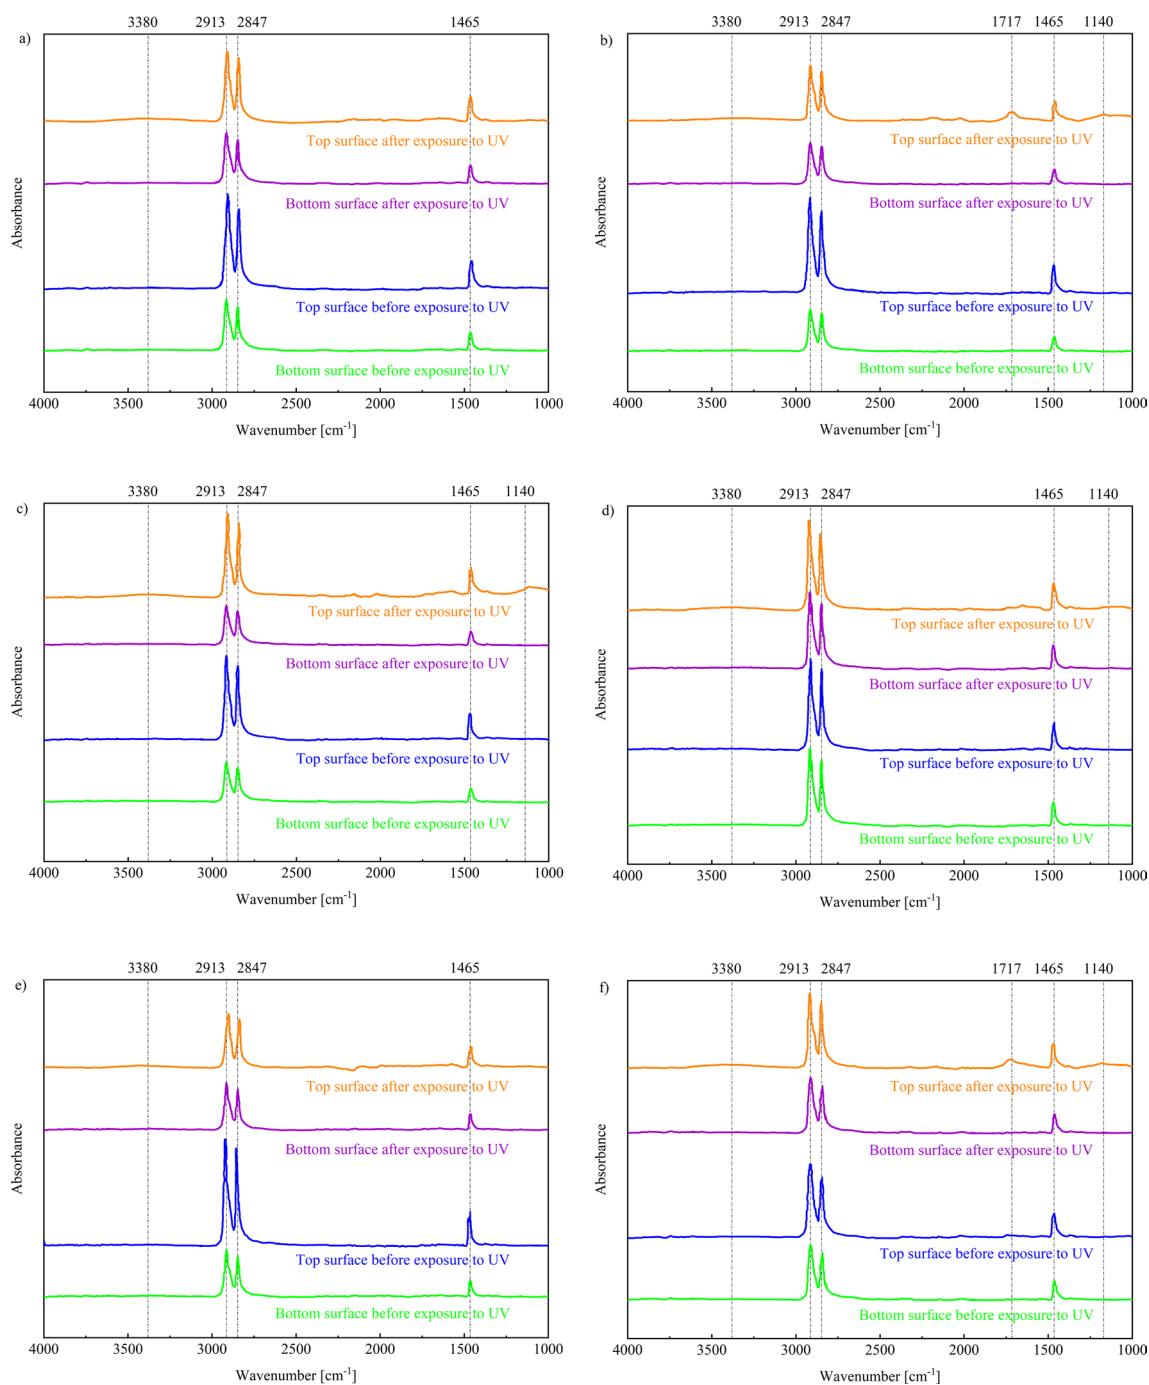 3380 2913 2847 1465
a)
Top surface after exposure to UV
Bottom surface after exposure to UV
Top surface before exposure to UV
Bottom surface before exposure to UV
Absorbance
4000 3500 3000 2500 2000 1500 1000
Wavenumber [cm-1]
3380 2913 2847 1717 1465 1140
b)
Top surface after exposure to UV
Bottom surface after exposure to UV
Top surface before exposure to UV
Bottom surface before exposure to UV
Absorbance
4000 3500 3000 2500 2000 1500 1000
Wavenumber [cm-1]
3380 2913 2847 1465 1140
c)
Top surface after exposure to UV
Bottom surface after exposure to UV
Top surface before exposure to UV
Bottom surface before exposure to UV
Absorbance
4000 3500 3000 2500 2000 1500 1000
Wavenumber [cm-1]
3380 2913 2847 1465 1140
d)
Top surface after exposure to UV
Bottom surface after exposure to UV
Top surface before exposure to UV
Bottom surface before exposure to UV
Absorbance
4000 3500 3000 2500 2000 1500 1000
Wavenumber [cm-1]
3380 2913 2847 1465
e)
Top surface after exposure to UV
Bottom surface after exposure to UV
Top surface before exposure to UV
Bottom surface before exposure to UV
Absorbance
4000 3500 3000 2500 2000 1500 1000
Wavenumber [cm-1]
3380 2913 2847 1717 1465 1140
f)
Top surface after exposure to UV
Bottom surface after exposure to UV
Top surface before exposure to UV
Bottom surface before exposure to UV
Absorbance
4000 3500 3000 2500 2000 1500 1000
Wavenumber [cm-1]